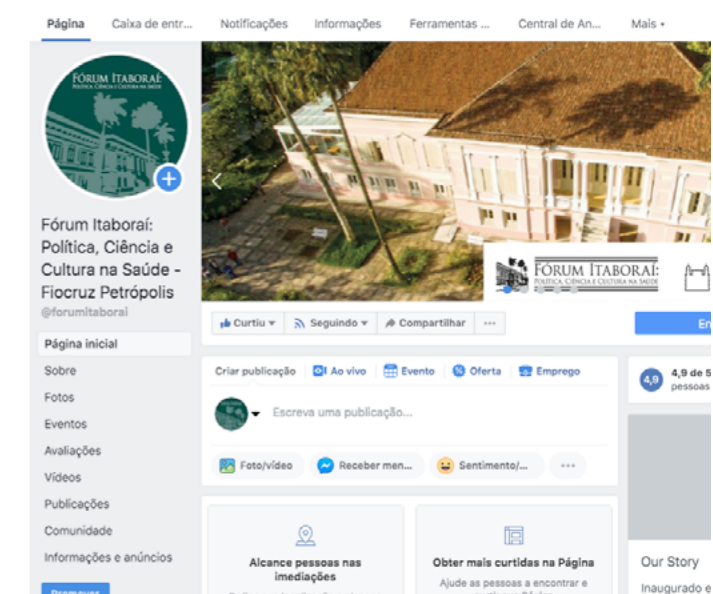 Página Caixa de entr... Notificações Informações Ferramentas ... Central de An... Mais
FÓRUM ITABORAÍ:
POLÍTICA, CIÊNCIA E CULTURA NA SAÚDE
Fórum Itaboraí:
Política, Ciência e
Cultura na Saúde -
Fiocruz Petrópolis
@forumitaborai
FÓRUM ITABORAÍ:
POLÍTICA, CIÊNCIA E CULTURA NA SAÚDE
Curtiu Seguindo Compartilhar ... En
Página inicial
Sobre
Fotos
Eventos
Avaliações
Vídeos
Publicações
Comunidade
Informações e anúncios
Promover
Criar publicação Ao vivo Evento Oferta Emprego
Escreva uma publicação...
Foto/vídeo Receber men... Sentimento/... ...
4,9 4,9 de 5
pessoas
Alcance pessoas nas
imediações
Obter mais curtidas na Página
Ajude as pessoas a encontrar e
Our Story
Inaugurado e